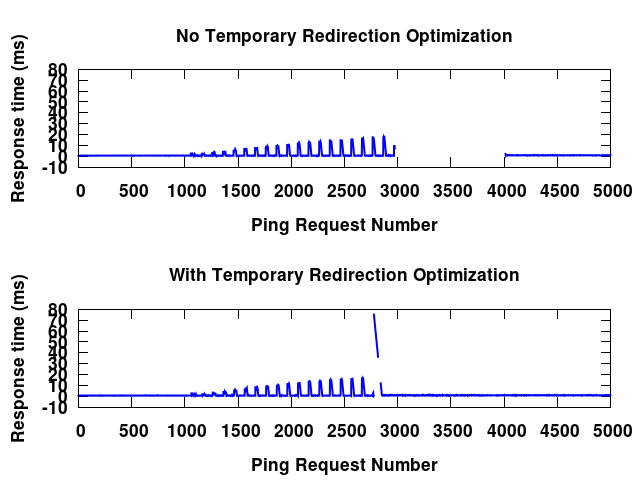 No Temporary Redirection Optimization
Response time (ms)
80
70
60
50
40
30
20
10
0
-10
0 500 1000 1500 2000 2500 3000 3500 4000 4500 5000
Ping Request Number
With Temporary Redirection Optimization
Response time (ms)
80
70
60
50
40
30
20
10
0
-10
0 500 1000 1500 2000 2500 3000 3500 4000 4500 5000
Ping Request Number